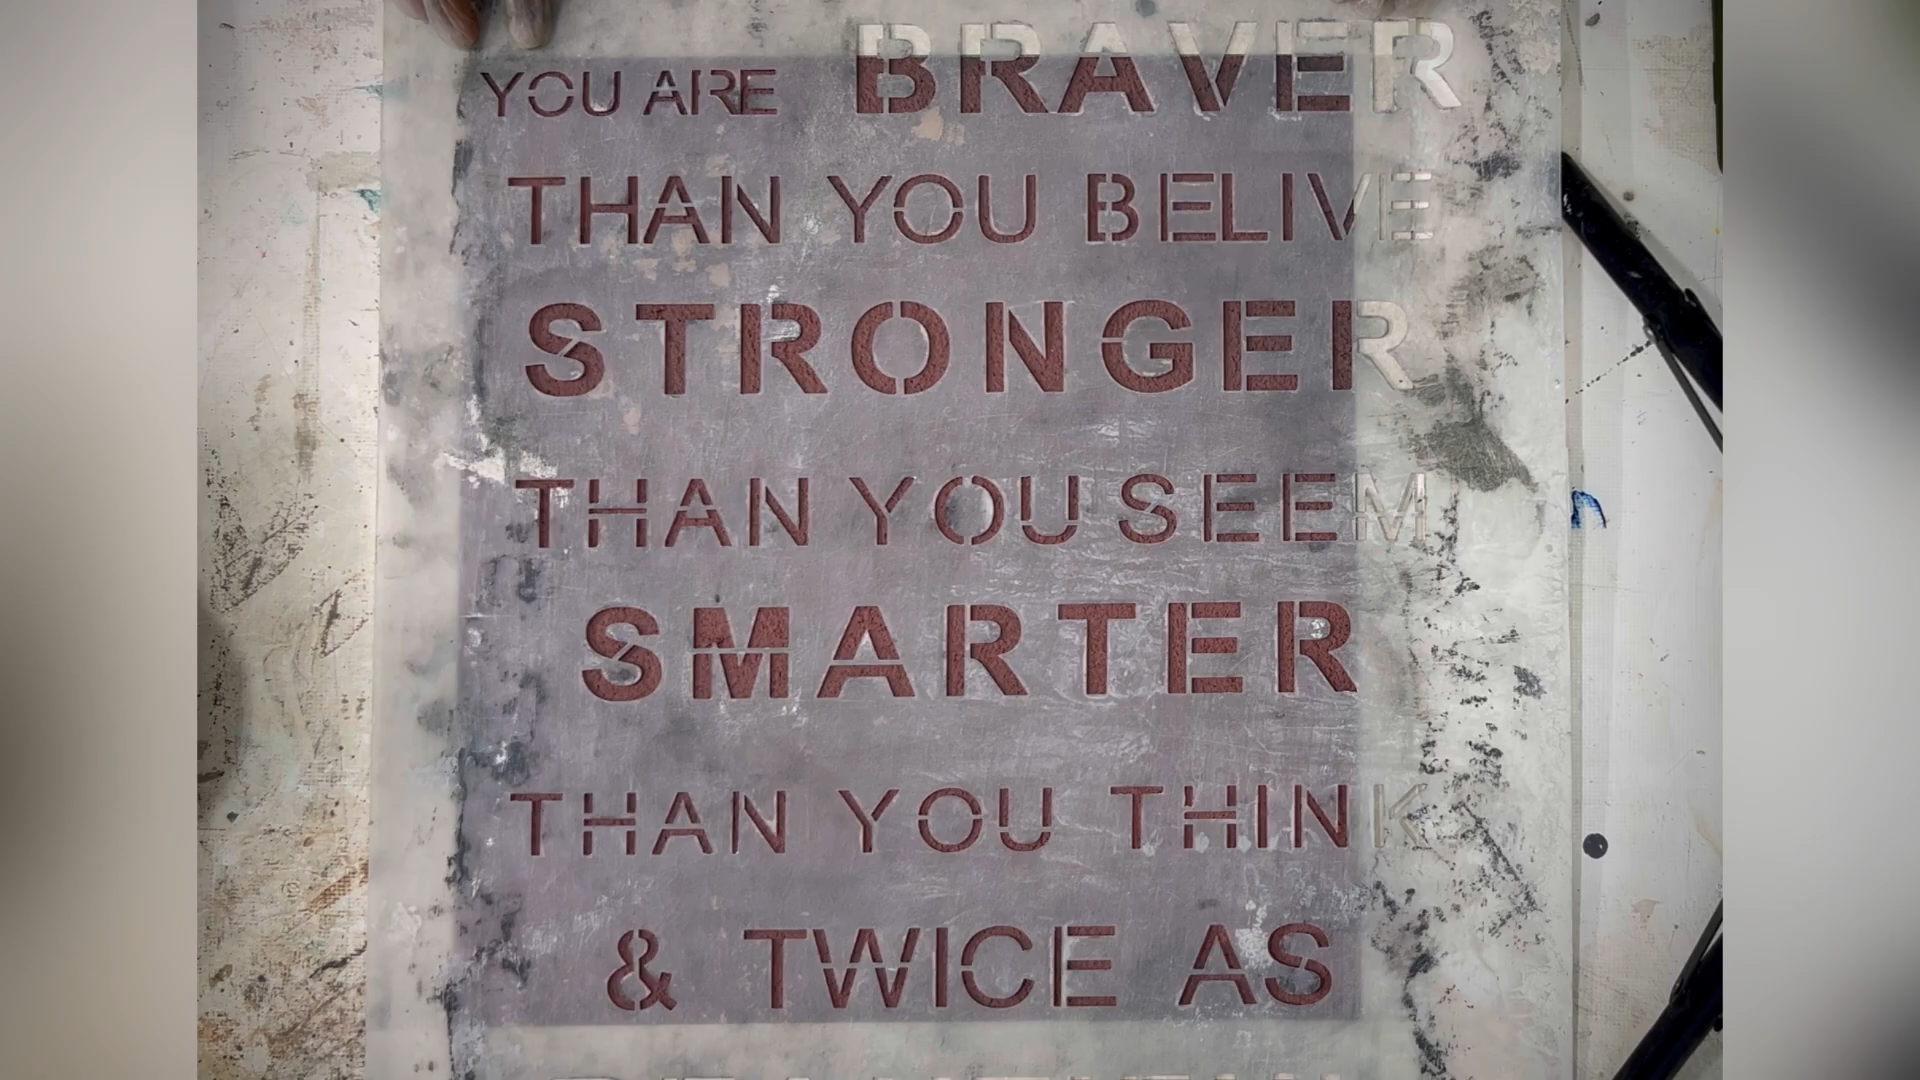 YOU ARE BRAVER
THAN YOU BELIVE
STRONGER
THAN YOU SEEM
SMARTER
THAN YOU THINK
& TWICE AS